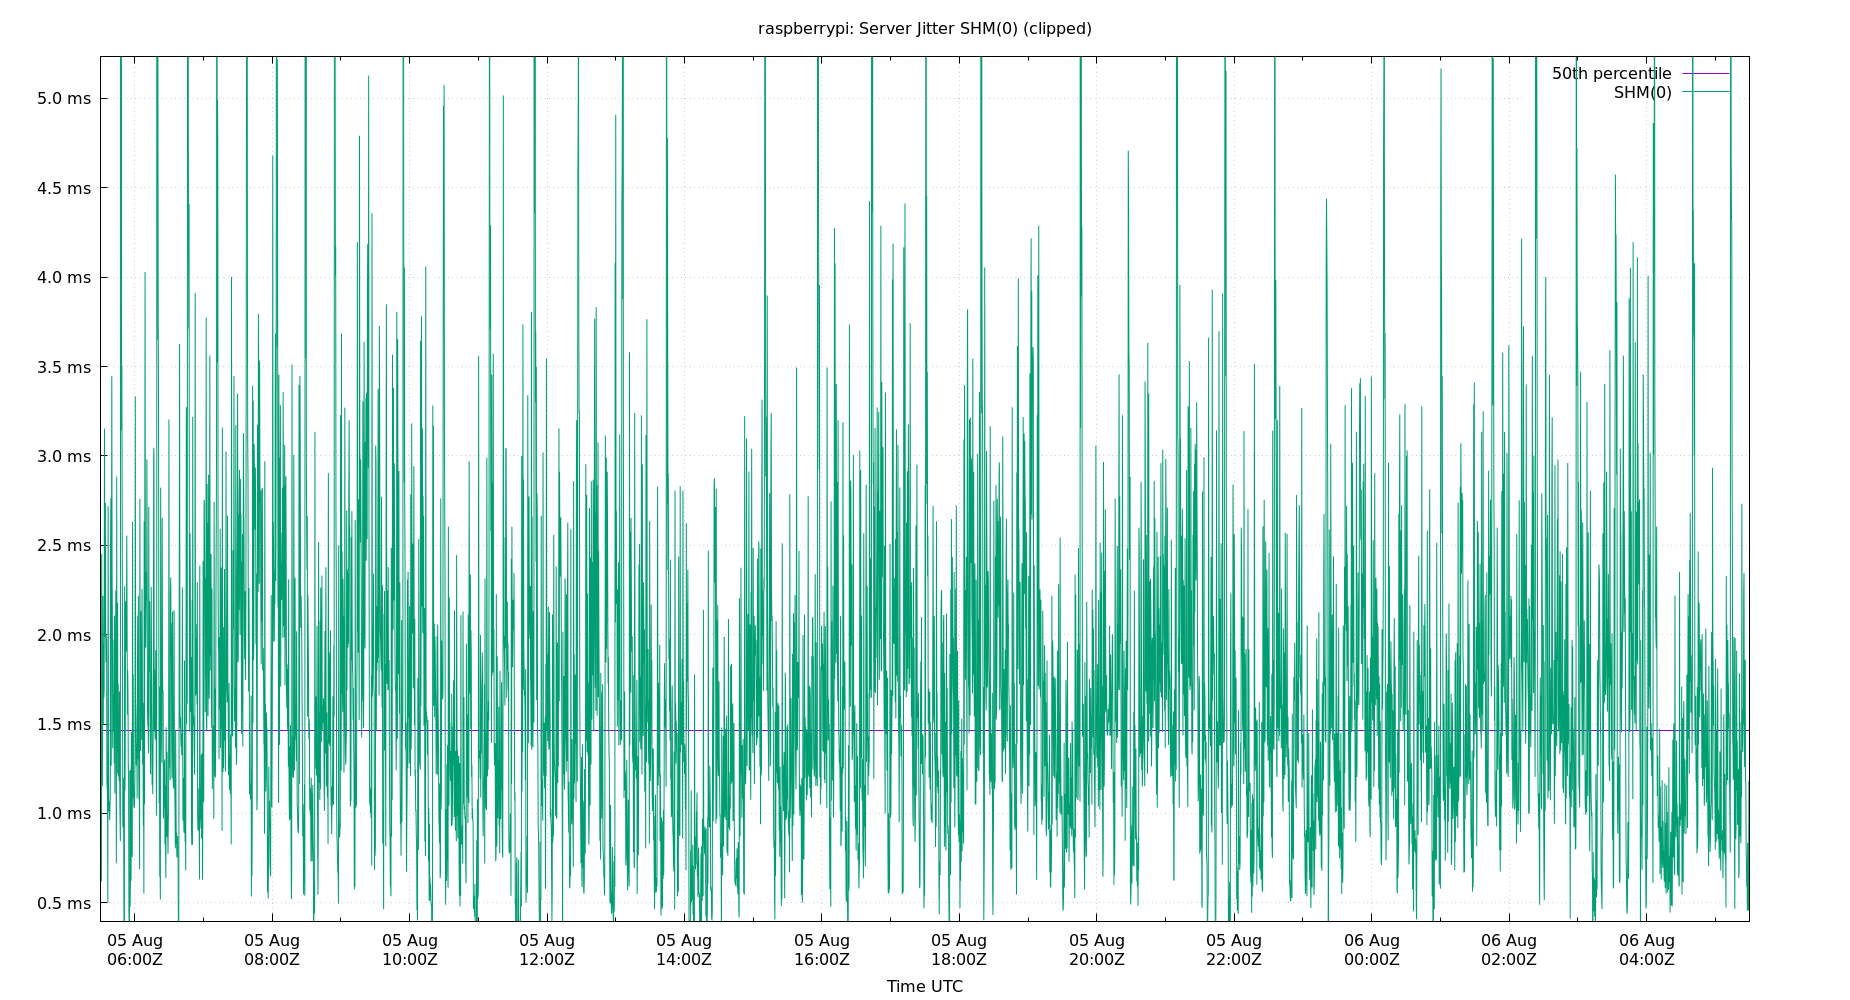 raspberrypi: Server Jitter SHM(0) (clipped)
50th percentile
SHM(0)
5.0 ms
4.5 ms
4.0 ms
3.5 ms
3.0 ms
2.5 ms
2.0 ms
1.5 ms
1.0 ms
0.5 ms
05 Aug 05 Aug 05 Aug 05 Aug 05 Aug 05 Aug 05 Aug 05 Aug 05 Aug 06 Aug 06 Aug 06 Aug
06:00Z 08:00Z 10:00Z 12:00Z 14:00Z 16:00Z 18:00Z 20:00Z 22:00Z 00:00Z 02:00Z 04:00Z
Time UTC